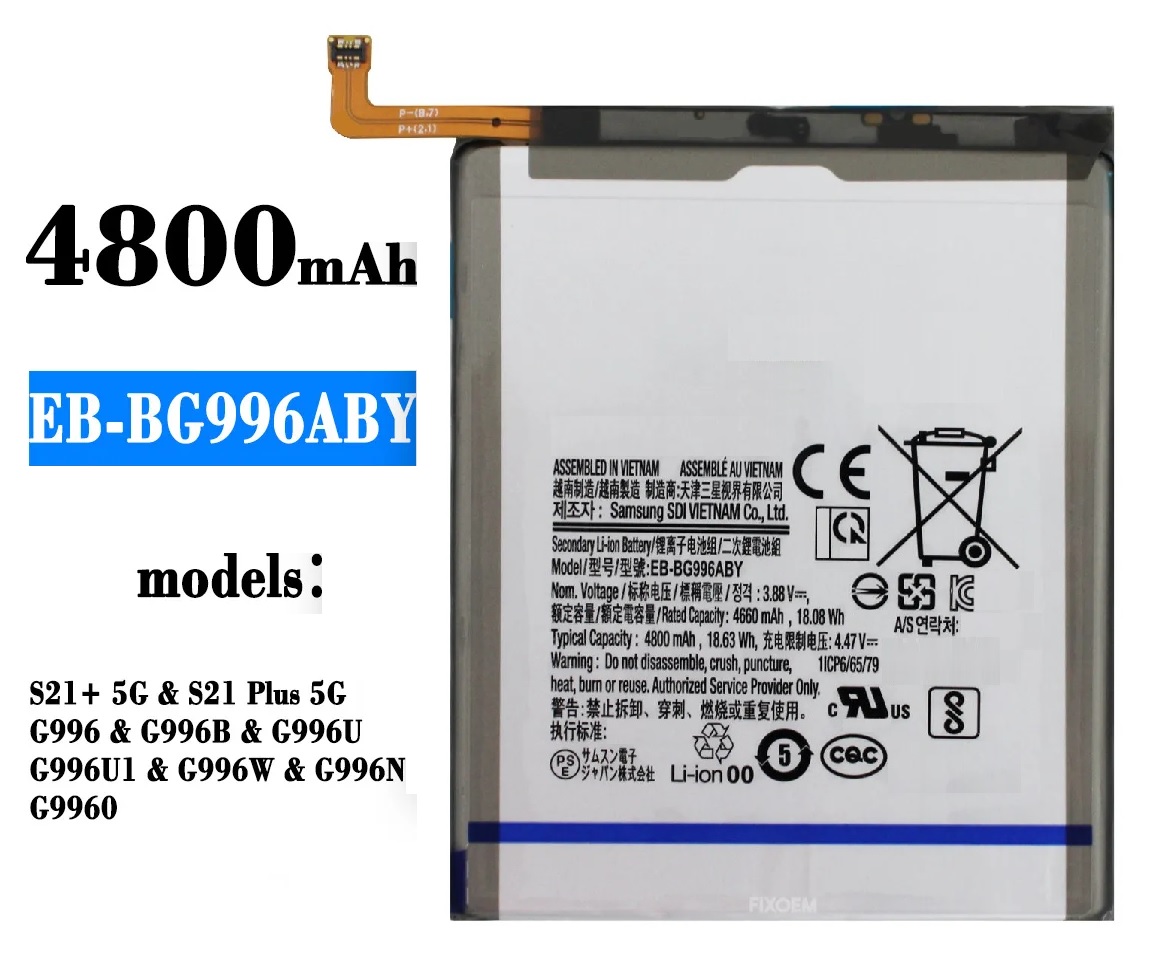 P-(8,7)
P+(2,1)
4800mAh
EB-BG996ABY
models:
S21+ 5G & S21 Plus 5G
G996 & G996B & G996U
G996U1 & G996W & G996N
G9960
ASSEMBLED IN VIETNAM ASSEMBLÉ AU VIETNAM
越南制造/越南製造 制造商:天津三星视界有限公司
제조자: Samsung SDI VIETNAM Co., Ltd.
Secondary Li-ion Battery/锂离子电池组/二次鋰電池組
Model/型号/型號:EB-BG996ABY
Nom. Voltage / 标称电压 / 標稱電壓 / 정격 : 3.88 V⎓,
额定容量/額定電容量/Rated Capacity: 4660 mAh , 18.08 Wh
Typical Capacity: 4800 mAh , 18.63 Wh, 充电限制电压: 4.47 V⎓
Warning : Do not disassemble, crush, puncture, 1ICP6/65/79
heat, burn or reuse. Authorized Service Provider Only.
警告:禁止拆卸、穿刺、燃烧或重复使用.
执行标准:
CE
A/S 연락처:
c RU US
PSE
サムスン電子
ジャパン株式会社
Li-ion 00
5
CQC
FIXOEM